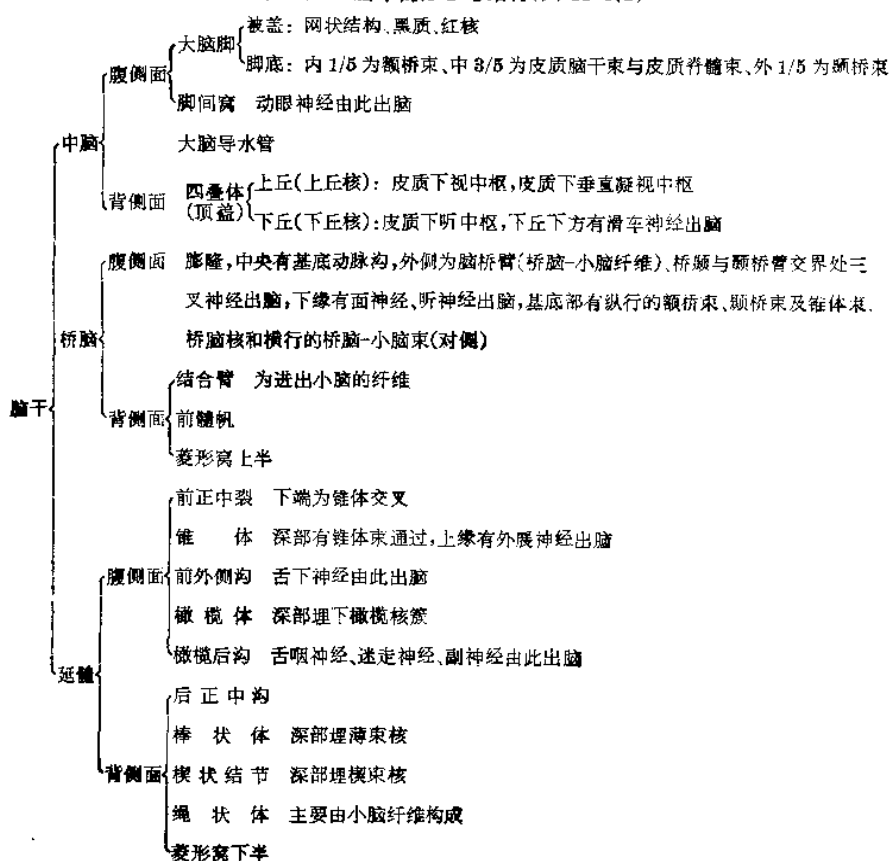 被盖：网状结构、黑质、红核
大脑脚
脚底：内1/5为额桥束、中3/5为皮质脑干束与皮质脊髓束、外1/5为颞桥束
腹侧面
脚间窝 动眼神经由此出脑
中脑
大脑导水管
上丘(上丘核)：皮质下视中枢,皮质下垂直凝视中枢
背侧面 四叠体
(顶盖)
下丘(下丘核)：皮质下听中枢,下丘下方有滑车神经出脑
腹侧面 膨隆,中央有基底动脉沟,外侧为脑桥臂(桥脑-小脑纤维)、桥颞与颞桥臂交界处三
叉神经出脑,下缘有面神经、听神经出脑,基底部有纵行的额桥束、颞桥束及锥体束、
桥脑 桥脑核和横行的桥脑-小脑束(对侧)
结合臂 为进出小脑的纤维
脑干
背侧面 前髓帆
菱形窝上半
前正中裂 下端为锥体交叉
锥体 深部有锥体束通过,上缘有外展神经出脑
腹侧面 前外侧沟 舌下神经由此出脑
橄榄体 深部埋下橄榄核簇
橄榄后沟 舌咽神经、迷走神经、副神经由此出脑
延髓
后正中沟
棒状体 深部埋薄束核
背侧面 楔状结节 深部埋楔束核
绳状体 主要由小脑纤维构成
菱形窝下半